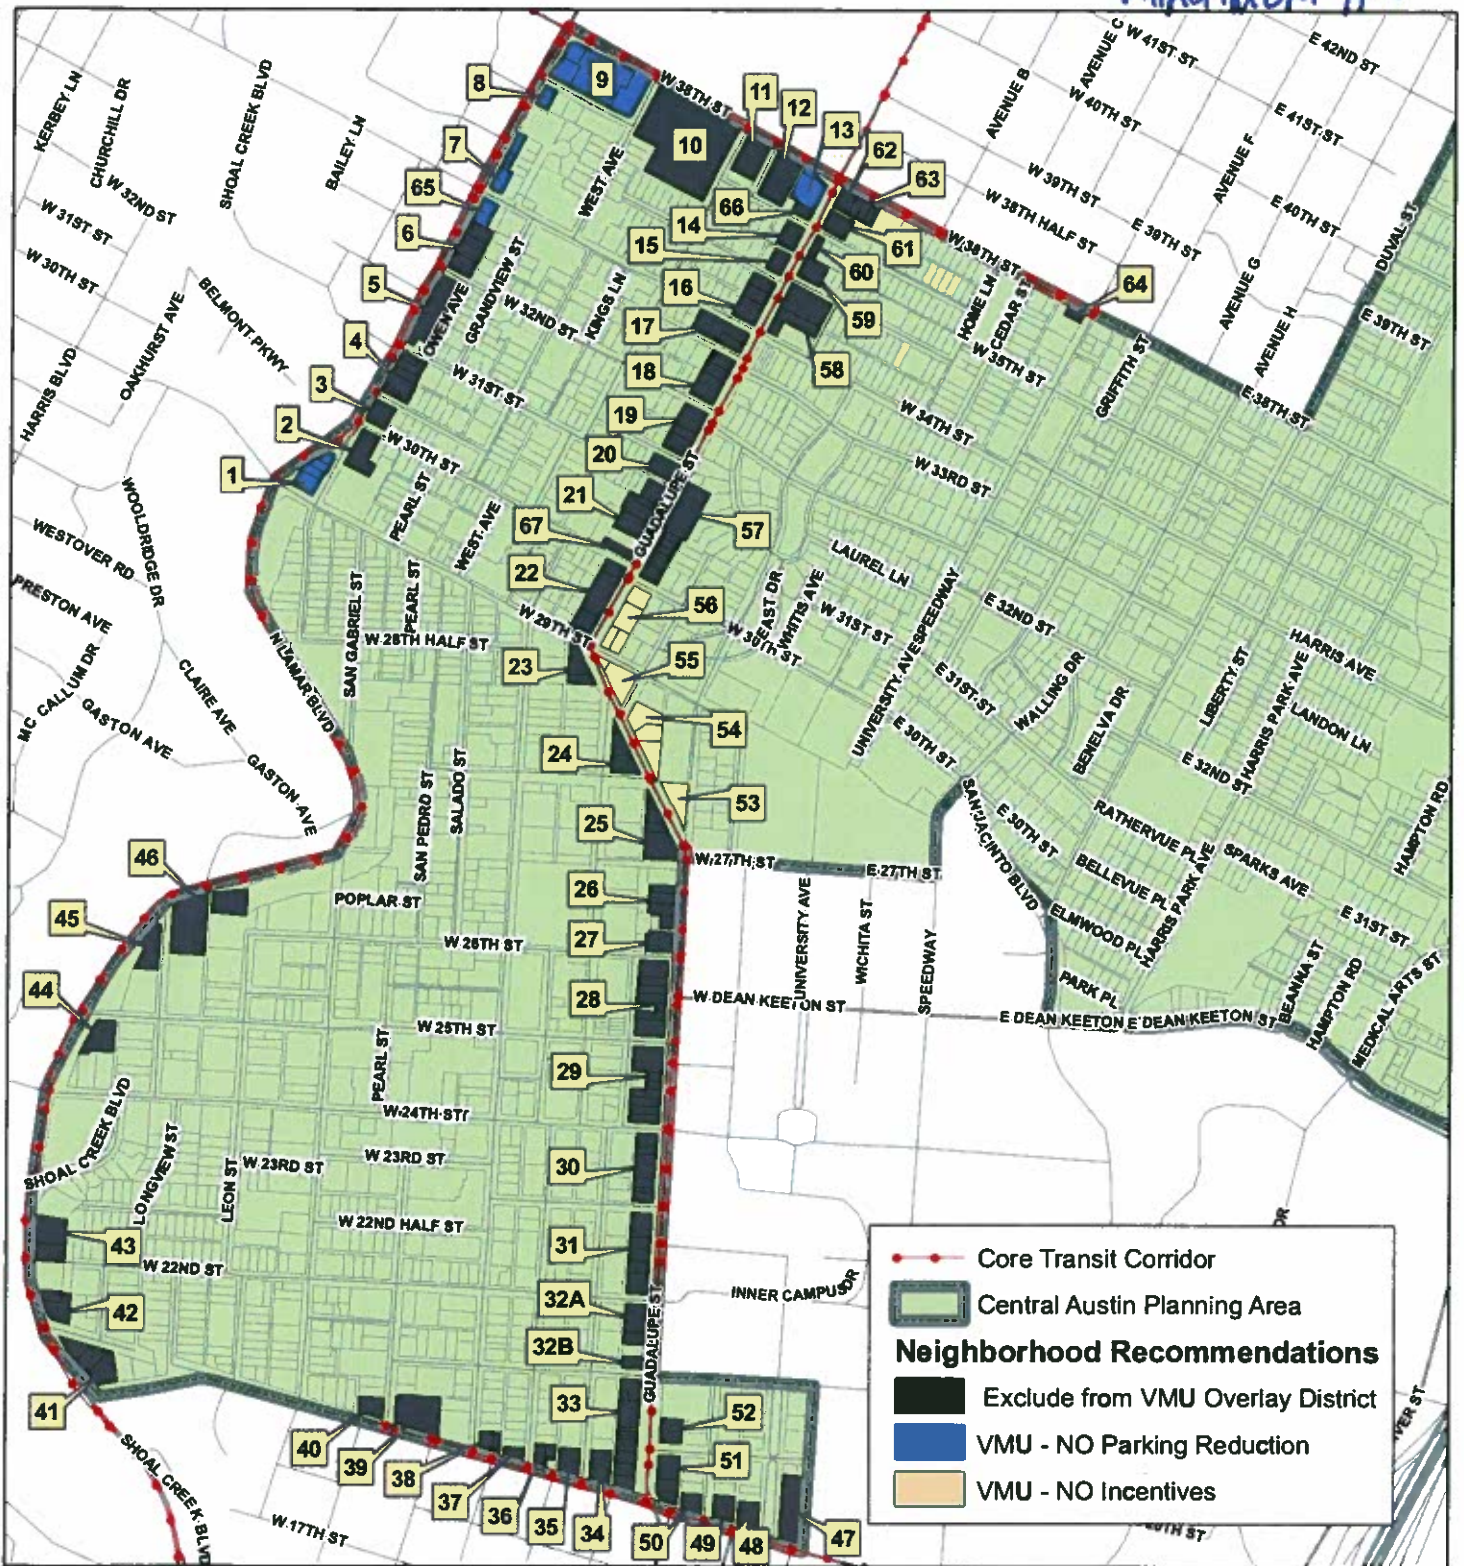 8
9
W 38TH ST
11
12
13
62
63
10
7
65
6
5
4
3
2
1
66
14
15
16
17
18
19
20
21
67
22
23
24
25
26
27
28
29
30
31
32A
32B
33
61
60
59
58
57
56
55
54
53
64
46
45
44
43
42
41
40
39
38
37
36
35
34
50
49
48
47
51
52
KERBEY LN
CHURCHILL DR
SHOAL CREEK BLVD
BAILEY LN
W 32ND ST
W 31ST ST
W 30TH ST
OAKHURST AVE
BELMONT PKWY
HARRIS BLVD
WOOLDRIDGE DR
WESTOVER RD
PRESTON AVE
MC CALLUM DR
CLAIRE AVE
GASTON AVE
GASTON AVE
N LAMAR BLVD
WEST AVE
GRANDVIEW ST
OWEN AVE
KINGS LN
W 32ND ST
W 31ST ST
W 30TH ST
PEARL ST
WEST AVE
SAN GABRIEL ST
PEARL ST
W 28TH HALF ST
W 29TH ST
GUADALUPE ST
SAN PEDRO ST
SALADO ST
POPLAR ST
W 26TH ST
W 25TH ST
PEARL ST
W 24TH ST
W 23RD ST
W 23RD ST
W 22ND HALF ST
W 22ND ST
LEON ST
LONGVIEW ST
SHOAL CREEK BLVD
SHOAL CREEK BLVD
W 17TH ST
GUADALUPE ST
AVENUE C
W 41ST ST
E 42ND ST
AVENUE B
W 40TH ST
E 41ST ST
AVENUE F
W 39TH ST
W 38TH HALF ST
E 39TH ST
E 40TH ST
DUVAL ST
W 38TH ST
AVENUE G
AVENUE H
E 39TH ST
HOME LN
CEDAR ST
W 35TH ST
GRIFFITH ST
E 38TH ST
W 34TH ST
W 33RD ST
LAUREL LN
EAST DR
WHITIS AVE
W 31ST ST
W 30TH ST
UNIVERSITY AVE
SPEEDWAY
E 32ND ST
E 31ST ST
WALLING DR
BENELVA DR
E 30TH ST
LIBERTY ST
HARRIS PARK AVE
HARRIS AVE
LANDON LN
E 32ND ST
HAMPTON RD
SAN JACINTO BLVD
E 30TH ST
RATHERVUE PL
BELLEVUE PL
SPARKS AVE
HARRIS PARK AVE
ELMWOOD PL
E 31ST ST
PARK PL
BEANNA ST
HAMPTON RD
MEDICAL ARTS ST
W 27TH ST
E 27TH ST
UNIVERSITY AVE
WICHITA ST
SPEEDWAY
W DEAN KEETON ST
E DEAN KEETON
E DEAN KEETON ST
INNER CAMPUS DR
DR
Core Transit Corridor
Central Austin Planning Area
Neighborhood Recommendations
Exclude from VMU Overlay District
VMU - NO Parking Reduction
VMU - NO Incentives